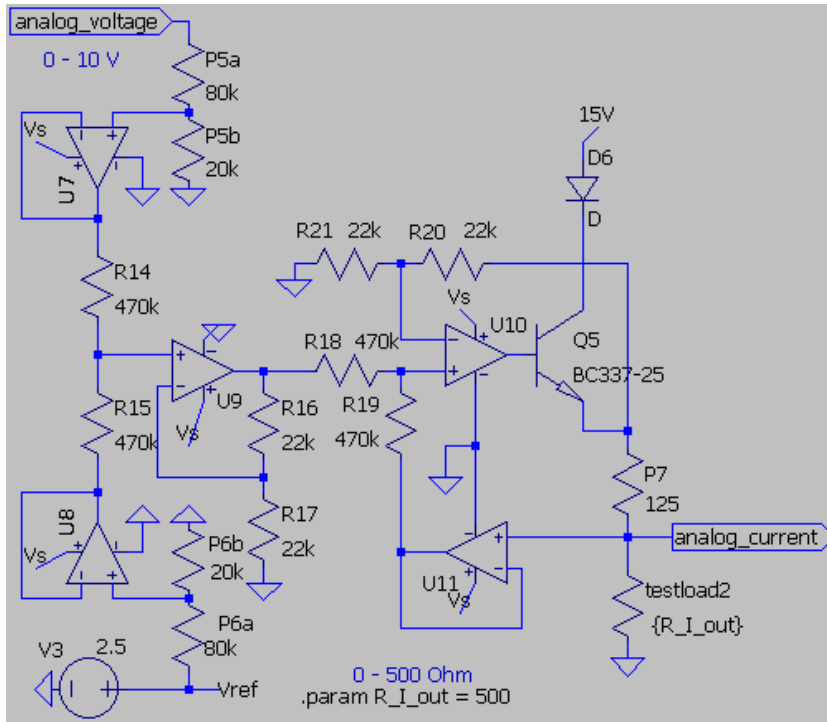 analog_voltage
0 - 10 V
P5a
80k
15V
Vs
P5b
D6
20k
U7
D
R21 22k
R20 22k
R14
470k
Vs
U10
R18 470k
Q5
R19
BC337-25
U9
R16
R15
470k
470k
Vs
22k
P7
U8
125
R17
Vs
P6b
22k
analog_current
20k
U11
P6a
Vs
testload2
V3 2.5
80k
{R_I_out}
0 - 500 Ohm
Vref
.param R_I_out = 500